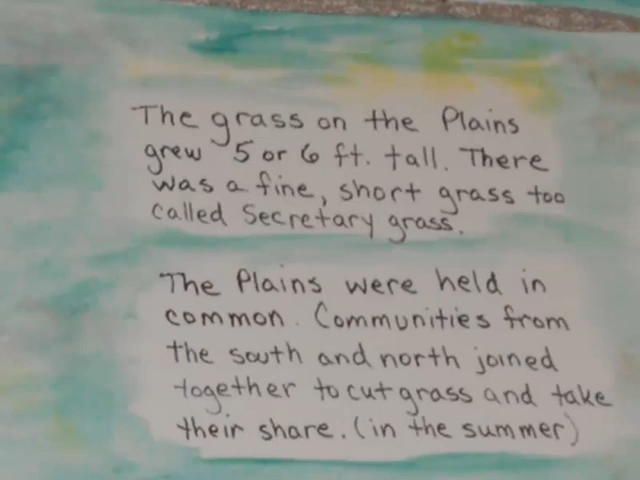 The grass on the Plains
grew 5 or 6 ft. tall. There
was a fine, short grass too
called Secretary grass.
The Plains were held in
common. Communities from
the south and north joined
together to cut grass and take
their share. (in the summer)